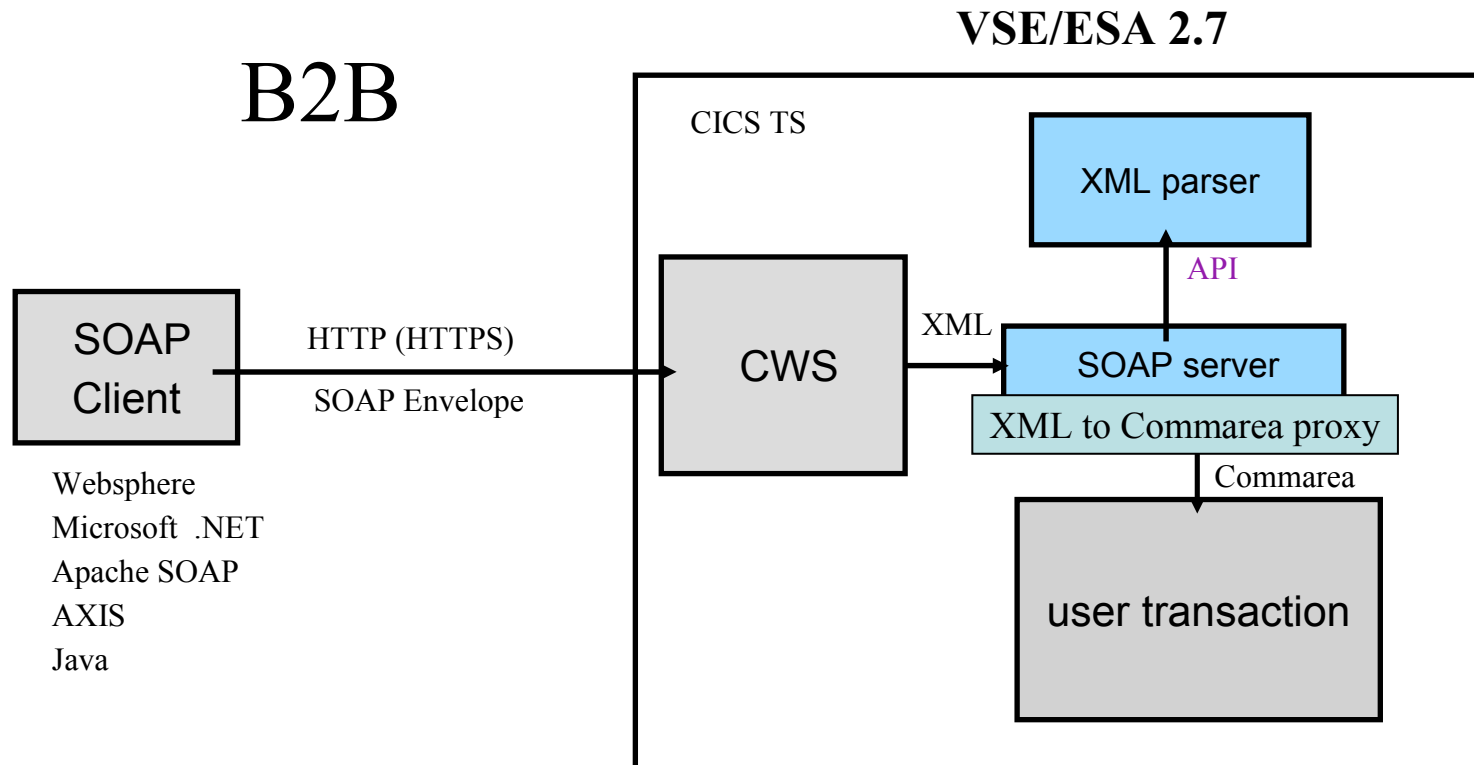 VSE/ESA 2.7
B2B
CICS TS
XML parser
API
SOAP
Client
HTTP (HTTPS)
SOAP Envelope
CWS
XML
SOAP server
XML to Commarea proxy
Commarea
user transaction
Websphere
Microsoft .NET
Apache SOAP
AXIS
Java